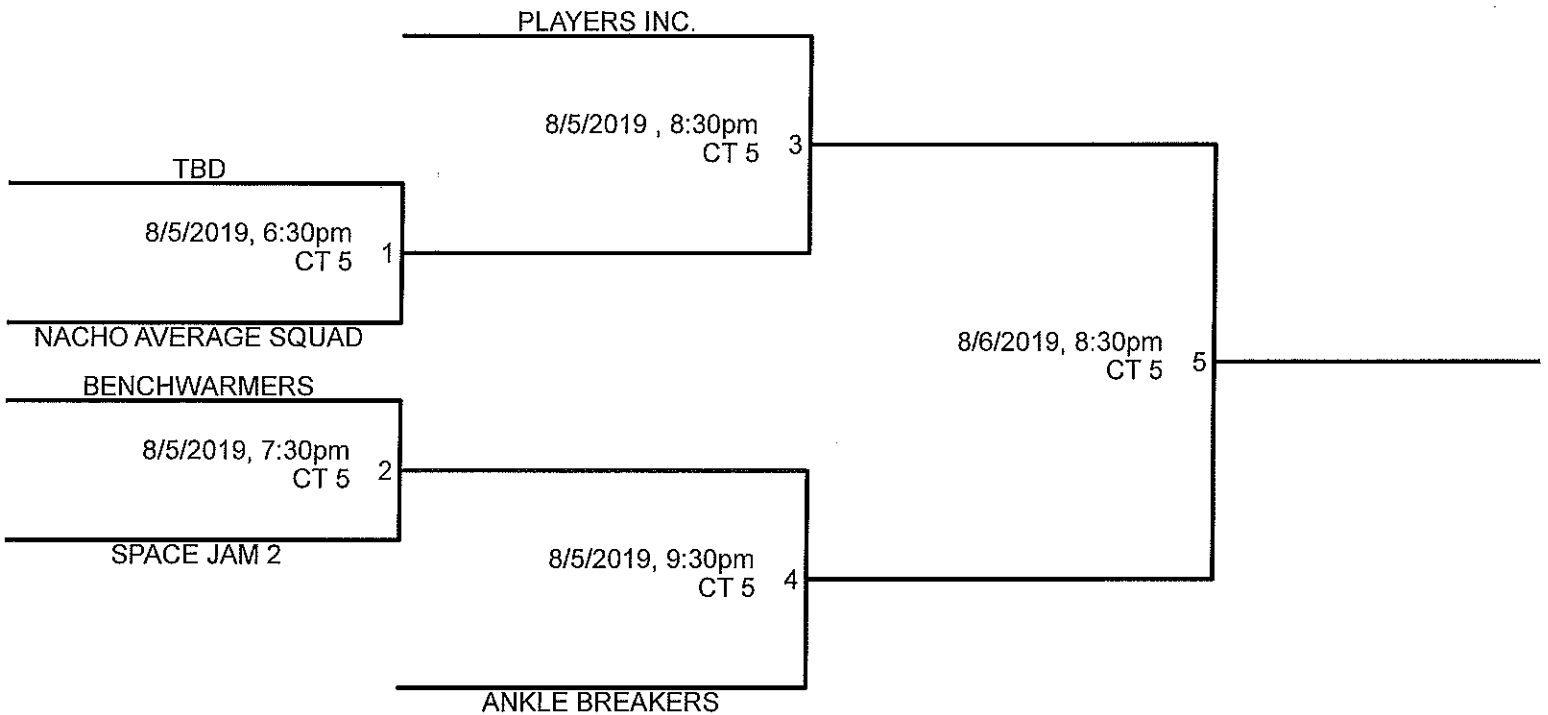 PLAYERS INC.
8/5/2019 , 8:30pm
CT 5
3
TBD
8/5/2019, 6:30pm
CT 5
1
NACHO AVERAGE SQUAD
8/6/2019, 8:30pm
CT 5
5
BENCHWARMERS
8/5/2019, 7:30pm
CT 5
2
SPACE JAM 2
8/5/2019, 9:30pm
CT 5
4
ANKLE BREAKERS